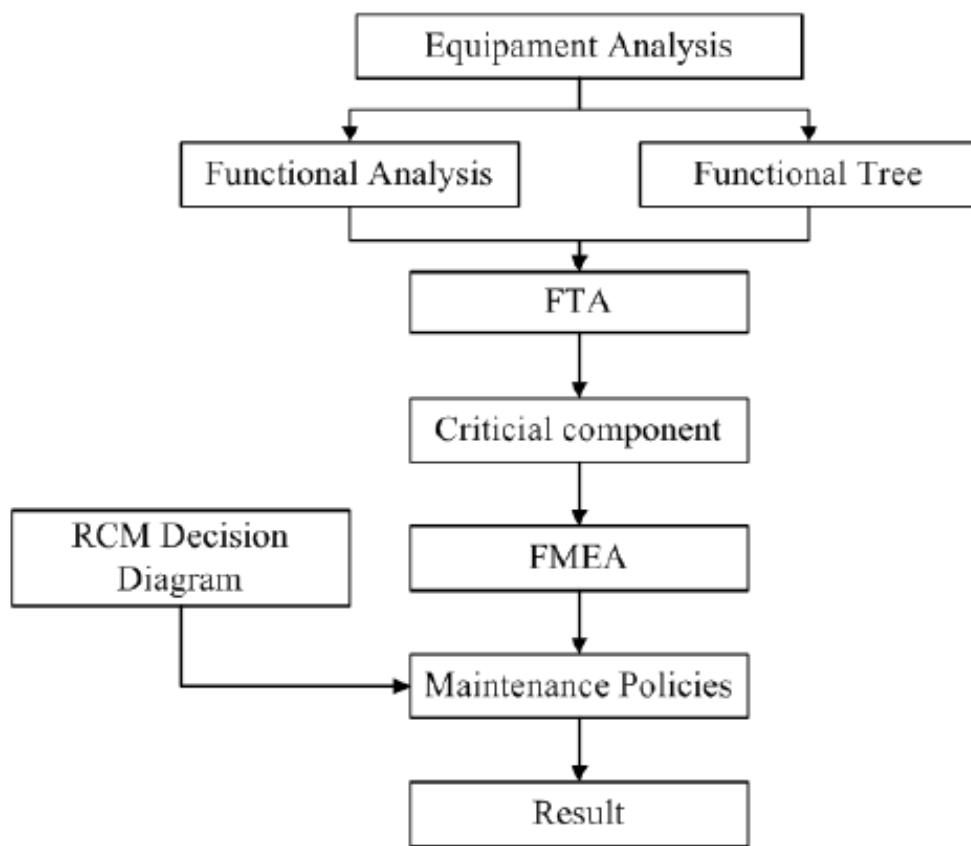 Equipament Analysis
Functional Analysis
Functional Tree
FTA
Criticial component
RCM Decision
Diagram
FMEA
Maintenance Policies
Result